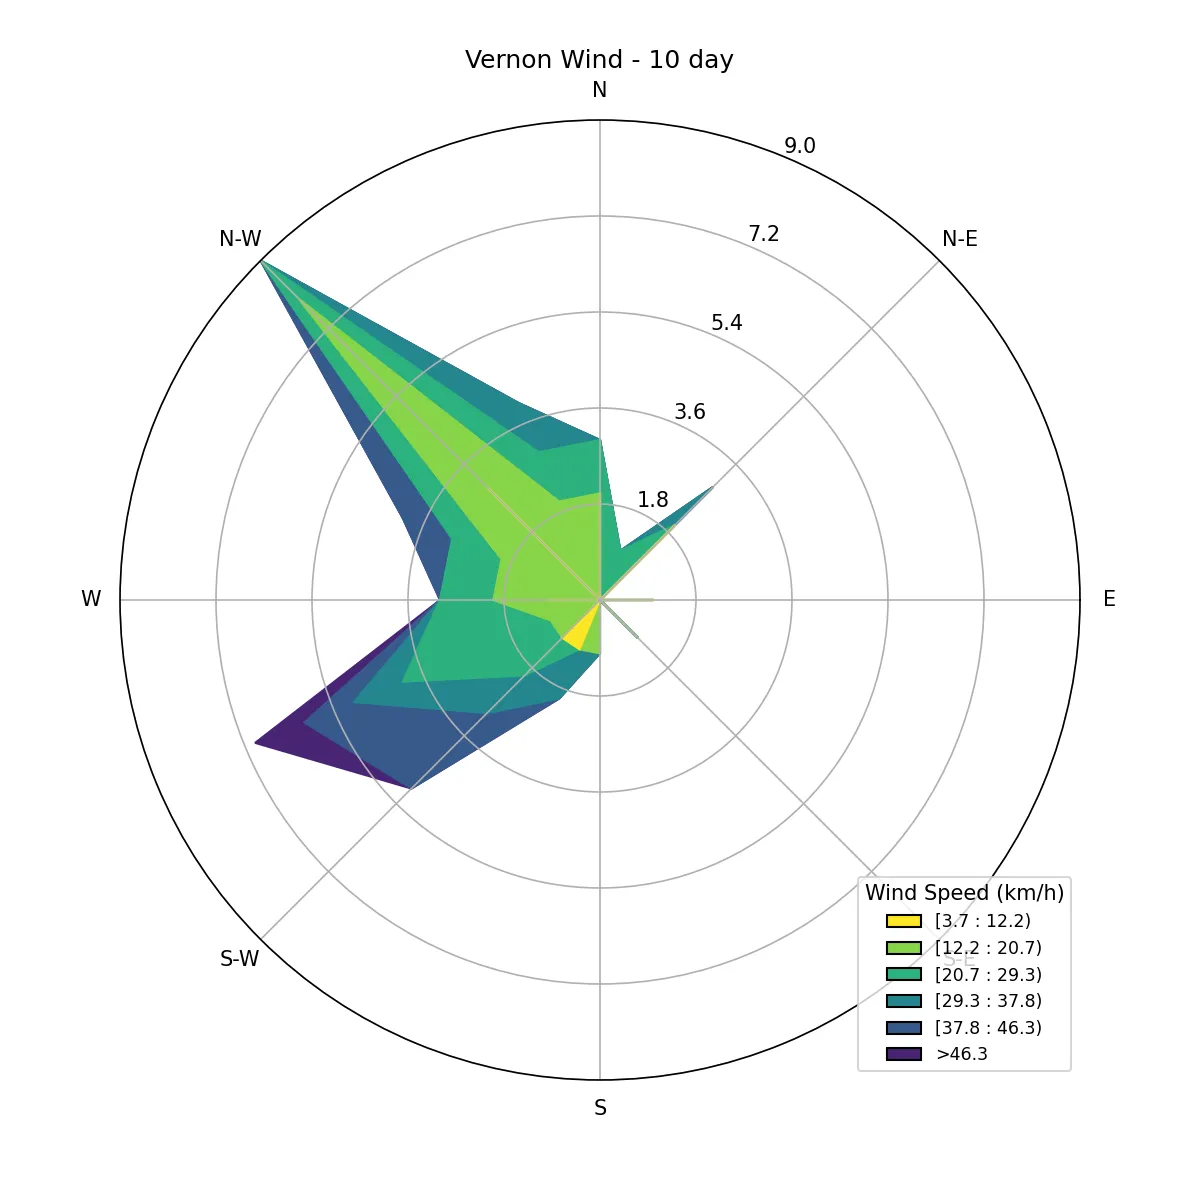 Vernon Wind - 10 day
N
9.0
N-W
7.2
N-E
5.4
3.6
1.8
W
E
S-W
S-E
S
Wind Speed (km/h)
[3.7 : 12.2)
[12.2 : 20.7)
[20.7 : 29.3)
[29.3 : 37.8)
[37.8 : 46.3)
>46.3